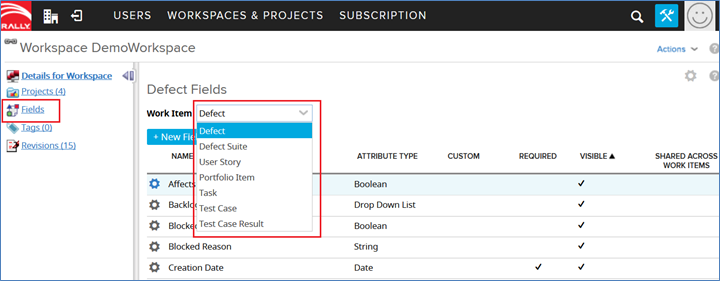 RALLY
USERS WORKSPACES & PROJECTS SUBSCRIPTION
Workspace DemoWorkspace
Actions
Details for Workspace
Projects (4)
Fields
Tags (0)
Revisions (15)
Defect Fields
Work Item Defect
Defect
Defect Suite
User Story
Portfolio Item
Task
Test Case
Test Case Result
+ New Fie
NAME ATTRIBUTE TYPE CUSTOM REQUIRED VISIBLE ▲ SHARED ACROSS WORK ITEMS
Affects Boolean ✓
Backlo Drop Down List ✓
Blocke Boolean ✓
Blocked Reason String ✓
Creation Date Date ✓ ✓